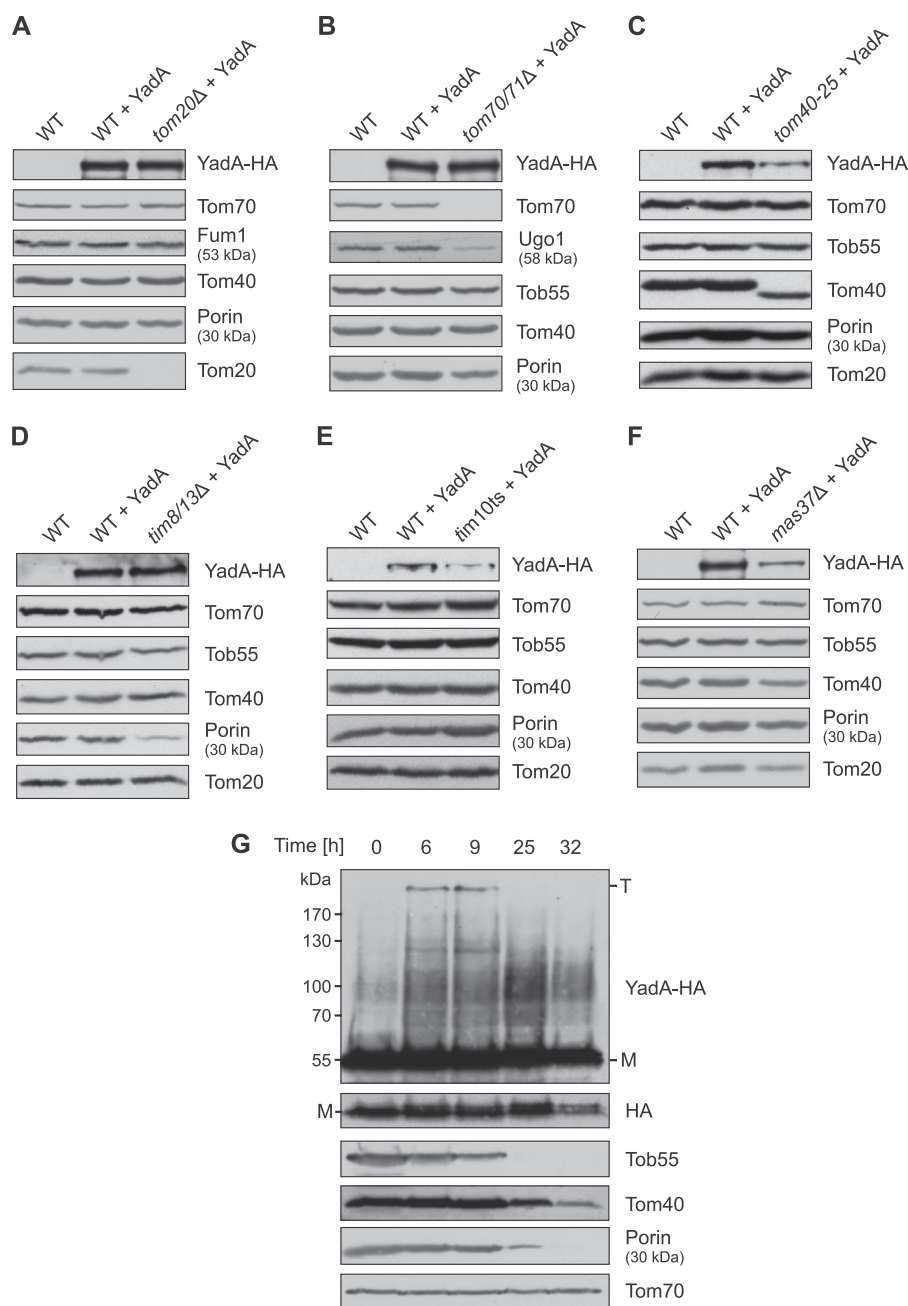 A
WT
WT + YadA
tom20Δ + YadA
YadA-HA
Tom70
Fum1
(53 kDa)
Tom40
Porin
(30 kDa)
Tom20
B
WT
WT + YadA
tom70/71Δ + YadA
YadA-HA
Tom70
Ugo1
(58 kDa)
Tob55
Tom40
Porin
(30 kDa)
C
WT
WT + YadA
tom40-25 + YadA
YadA-HA
Tom70
Tob55
Tom40
Porin
(30 kDa)
Tom20
D
WT
WT + YadA
tim8/13Δ + YadA
YadA-HA
Tom70
Tob55
Tom40
Porin
(30 kDa)
Tom20
E
WT
WT + YadA
tim10ts + YadA
YadA-HA
Tom70
Tob55
Tom40
Porin
(30 kDa)
Tom20
F
WT
WT + YadA
mas37Δ + YadA
YadA-HA
Tom70
Tob55
Tom40
Porin
(30 kDa)
Tom20
G Time [h] 0 6 9 25 32
kDa
T
170
130
100
YadA-HA
70
55
M
M
HA
Tob55
Tom40
Porin
(30 kDa)
Tom70